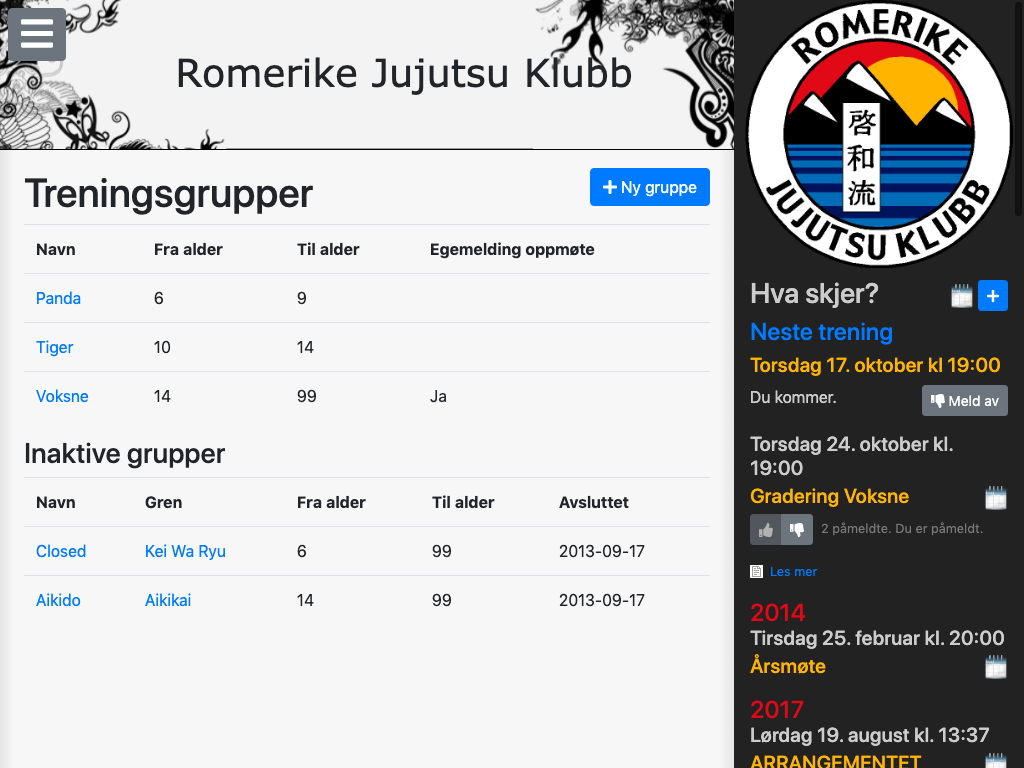 Romerike Jujutsu Klubb
Treningsgrupper
Ny gruppe
Navn Fra alder Til alder Egemelding oppmøte
Panda 6 9
Tiger 10 14
Voksne 14 99 Ja
Inaktive grupper
Navn Gren Fra alder Til alder Avsluttet
Closed Kei Wa Ryu 6 99 2013-09-17
Aikido Aikikai 14 99 2013-09-17
ROMERIKE
啓和流
JUJUTSU KLUBB
Hva skjer?
Neste trening
Torsdag 17. oktober kl 19:00
Du kommer.
Meld av
Torsdag 24. oktober kl.
19:00
Gradering Voksne
2 påmeldte. Du er påmeldt.
Les mer
2014
Tirsdag 25. februar kl. 20:00
Årsmøte
2017
Lørdag 19. august kl. 13:37
ARRANGEMENTET